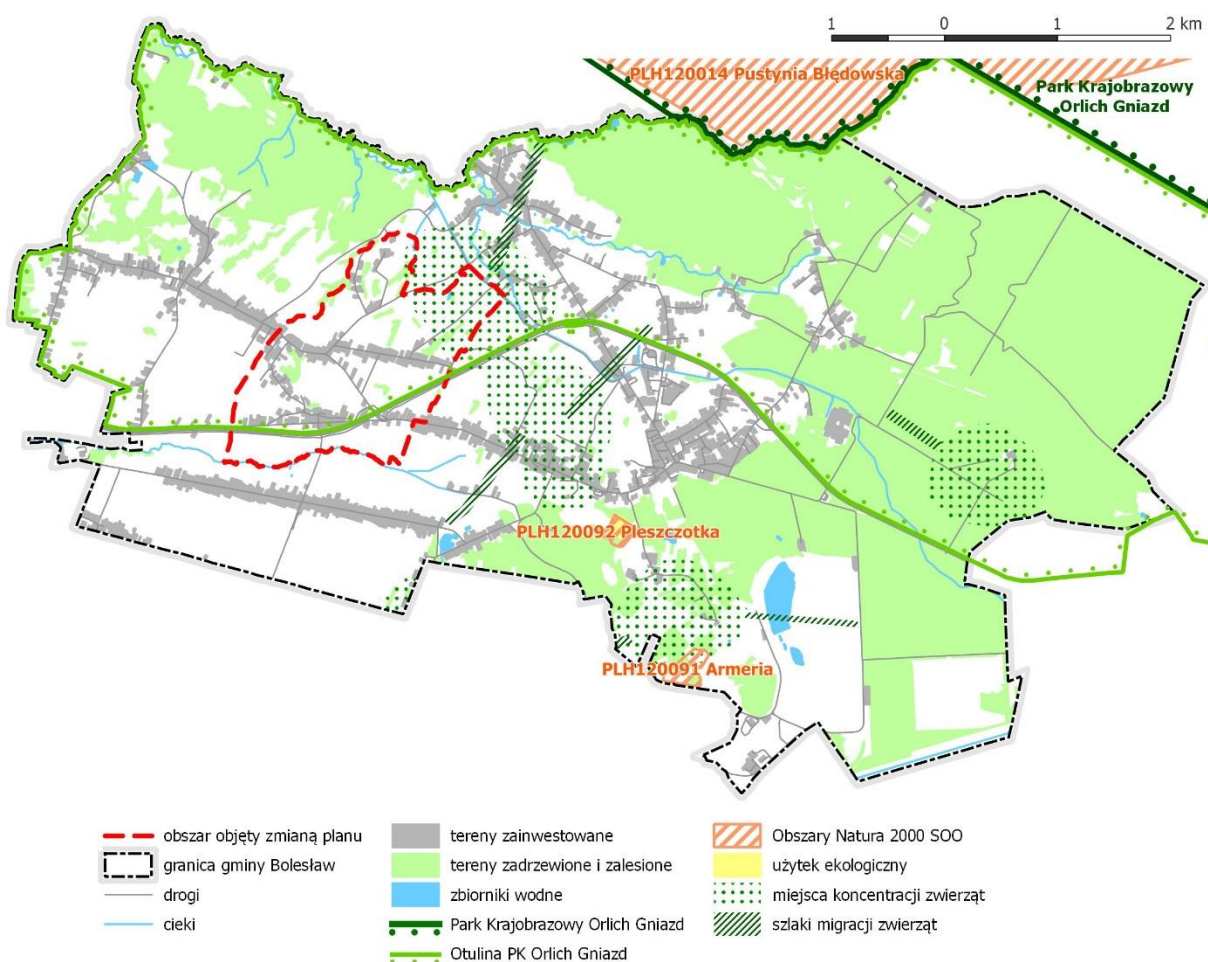 1 0 1 2 km
PLH120014 Pustynia Błędowska
Park Krajobrazowy
Orlich Gniazd
PLH120092 Pleszczotka
PLH120091 Armeria
obszar objęty zmianą planu
granica gminy Bolesław
drogi
cieki
tereny zainwestowane
tereny zadrzewione i zalesione
zbiorniki wodne
Park Krajobrazowy Orlich Gniazd
Otulina PK Orlich Gniazd
Obszary Natura 2000 SOO
użytek ekologiczny
miejsca koncentracji zwierząt
szlaki migracji zwierząt